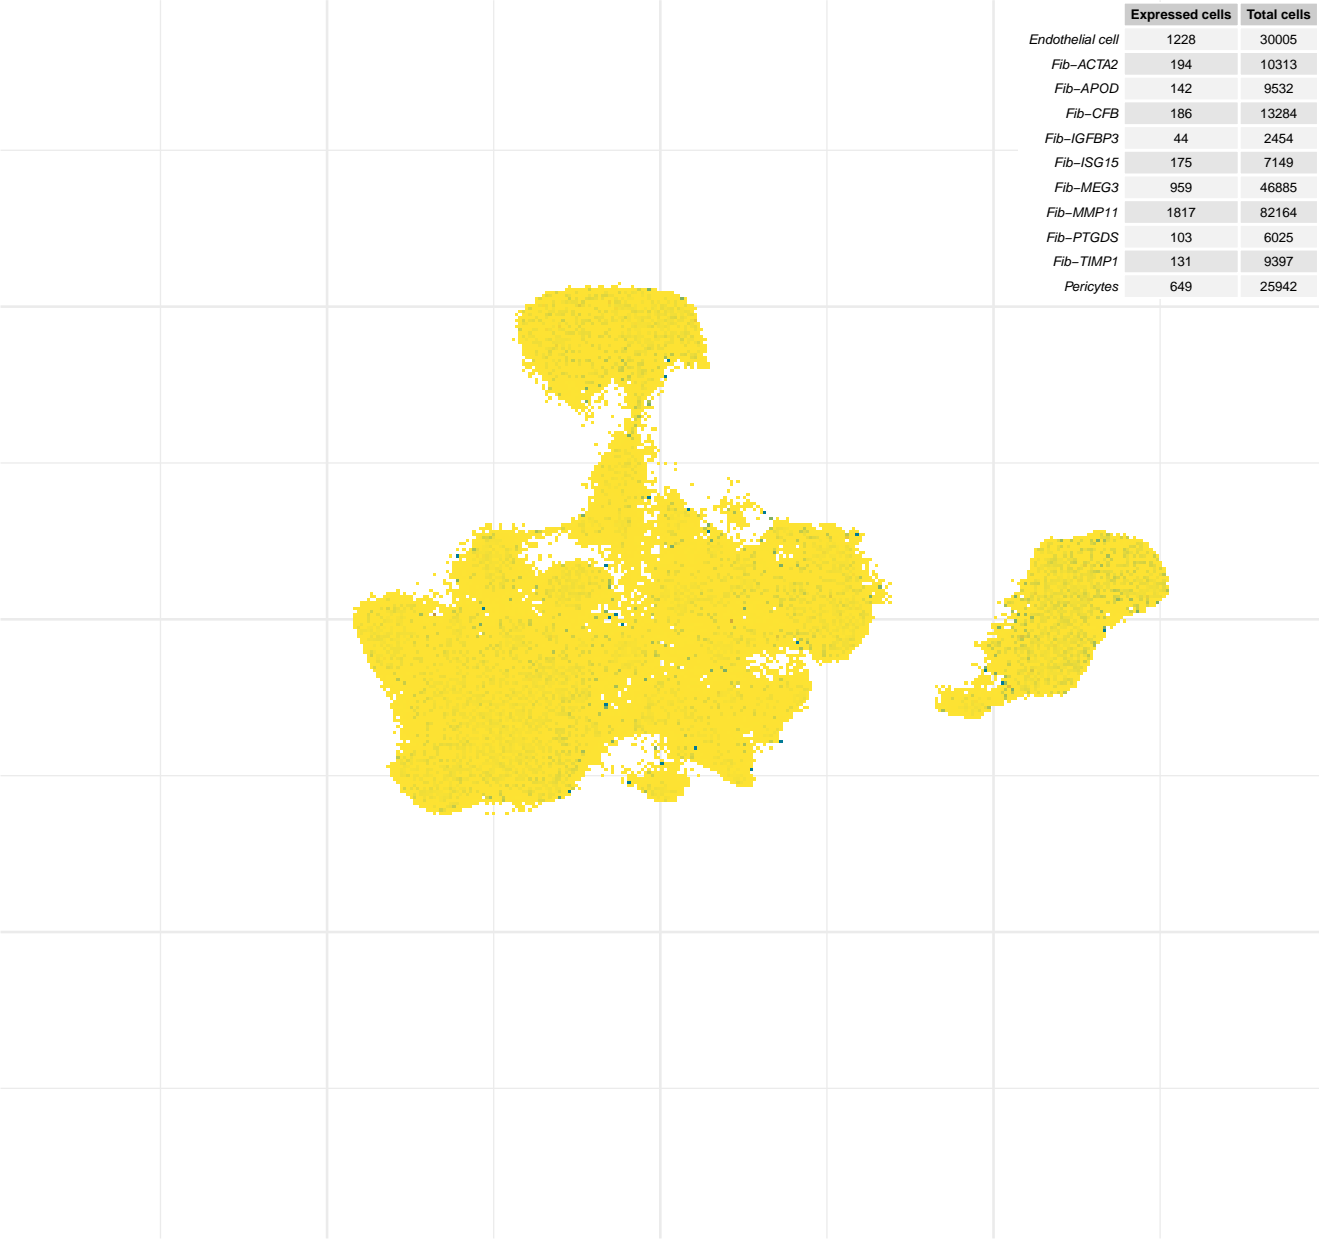 Expressed cells Total cells
Endothelial cell 1228 30005
Fib−ACTA2 194 10313
Fib−APOD 142 9532
Fib−CFB 186 13284
Fib−IGFBP3 44 2454
Fib−ISG15 175 7149
Fib−MEG3 959 46885
Fib−MMP11 1817 82164
Fib−PTGDS 103 6025
Fib−TIMP1 131 9397
Pericytes 649 25942